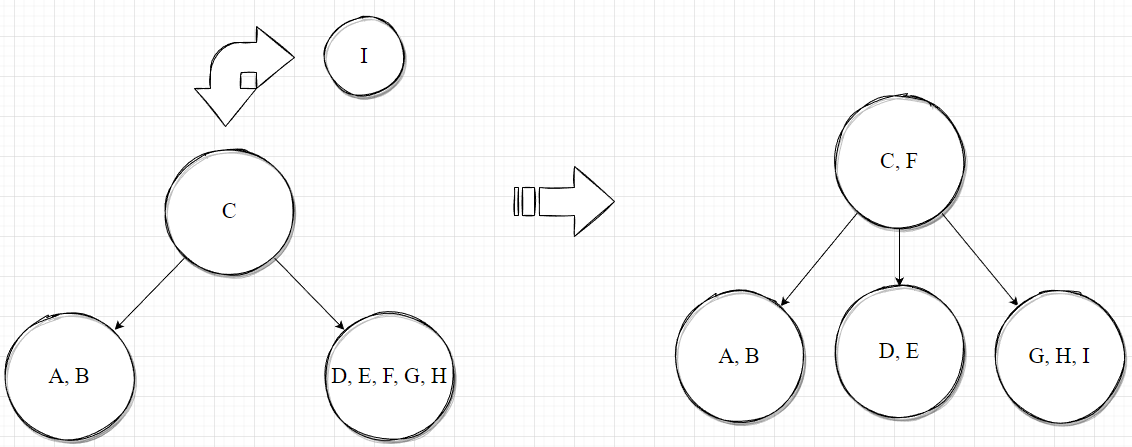 I
C
A, B
D, E, F, G, H
C, F
A, B
D, E
G, H, I